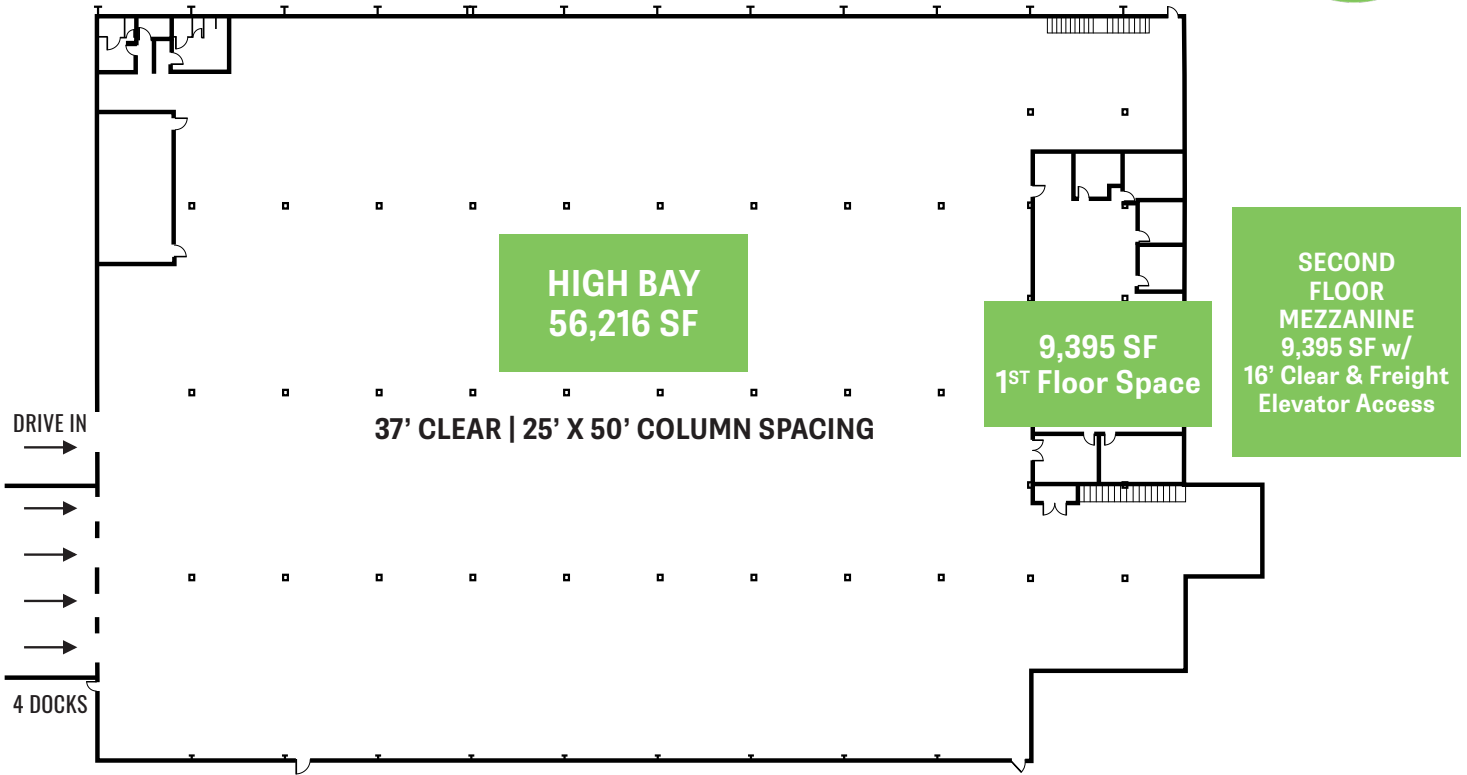 HIGH BAY
56,216 SF
9,395 SF
1ST Floor Space
SECOND
FLOOR
MEZZANINE
9,395 SF w/
16’ Clear & Freight
Elevator Access
37’ CLEAR | 25’ X 50’ COLUMN SPACING
DRIVE IN
4 DOCKS